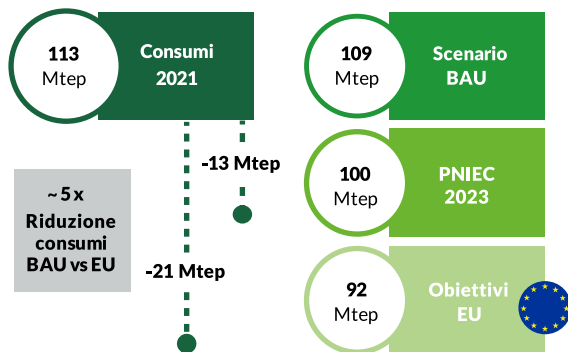 113
Mtep
Consumi
2021
109
Mtep
Scenario
BAU
-13 Mtep
100
Mtep
PNIEC
2023
~ 5 x
Riduzione
consumi
BAU vs EU
-21 Mtep
92
Mtep
Obiettivi
EU